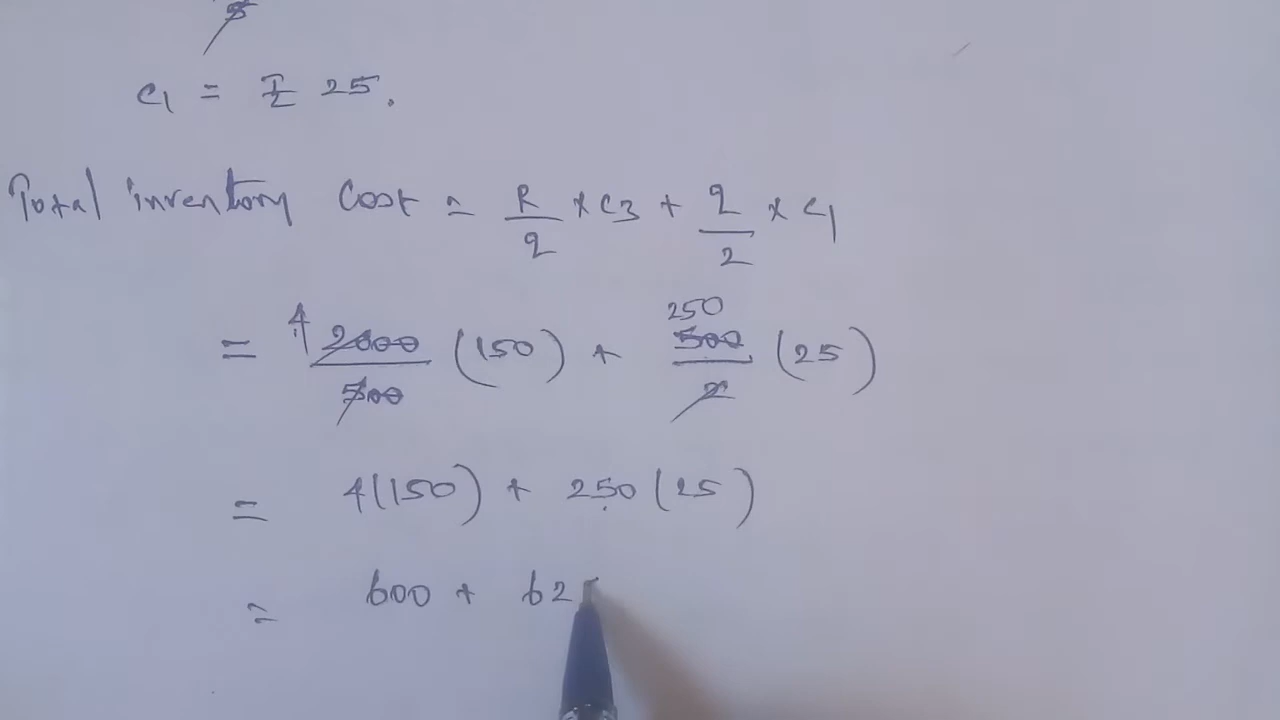 C1 = ₹ 25.
Total inventory Cost = R/q × C3 + q/2 × C1
= 4 2000/500 (150) + 250 500/2 (25)
= 4(150) + 250(25)
= 600 + 62